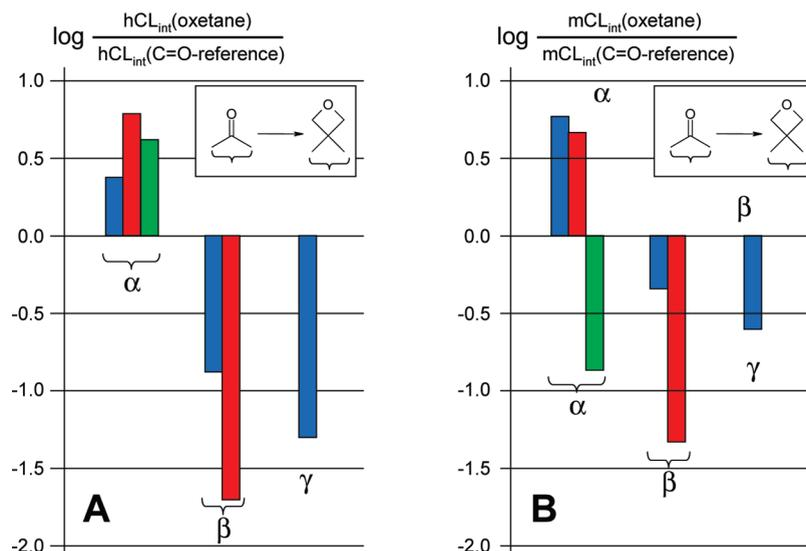 log hCLint(oxetane)
hCLint(C=O-reference)
1.0
0.5
0.0
-0.5
-1.0
-1.5
-2.0
O
O
α
β
γ
A
log mCLint(oxetane)
mCLint(C=O-reference)
1.0
0.5
0.0
-0.5
-1.0
-1.5
-2.0
α
O
O
β
α
β
γ
B